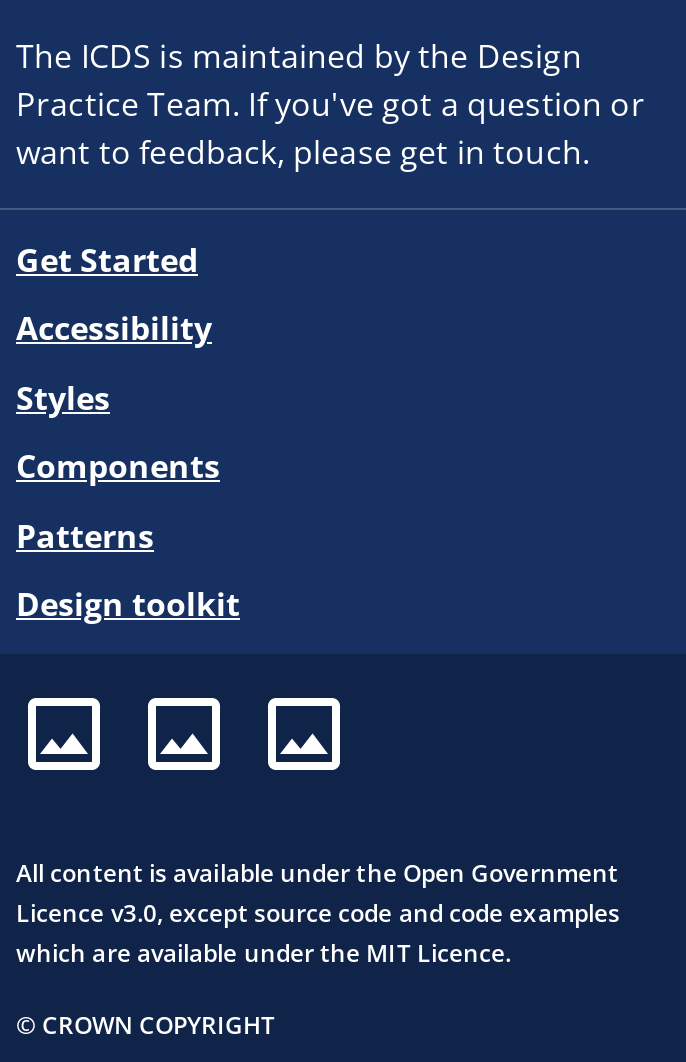 The ICDS is maintained by the Design
Practice Team. If you've got a question or
want to feedback, please get in touch.
Get Started
Accessibility
Styles
Components
Patterns
Design toolkit
All content is available under the Open Government
Licence v3.0, except source code and code examples
which are available under the MIT Licence.
© CROWN COPYRIGHT